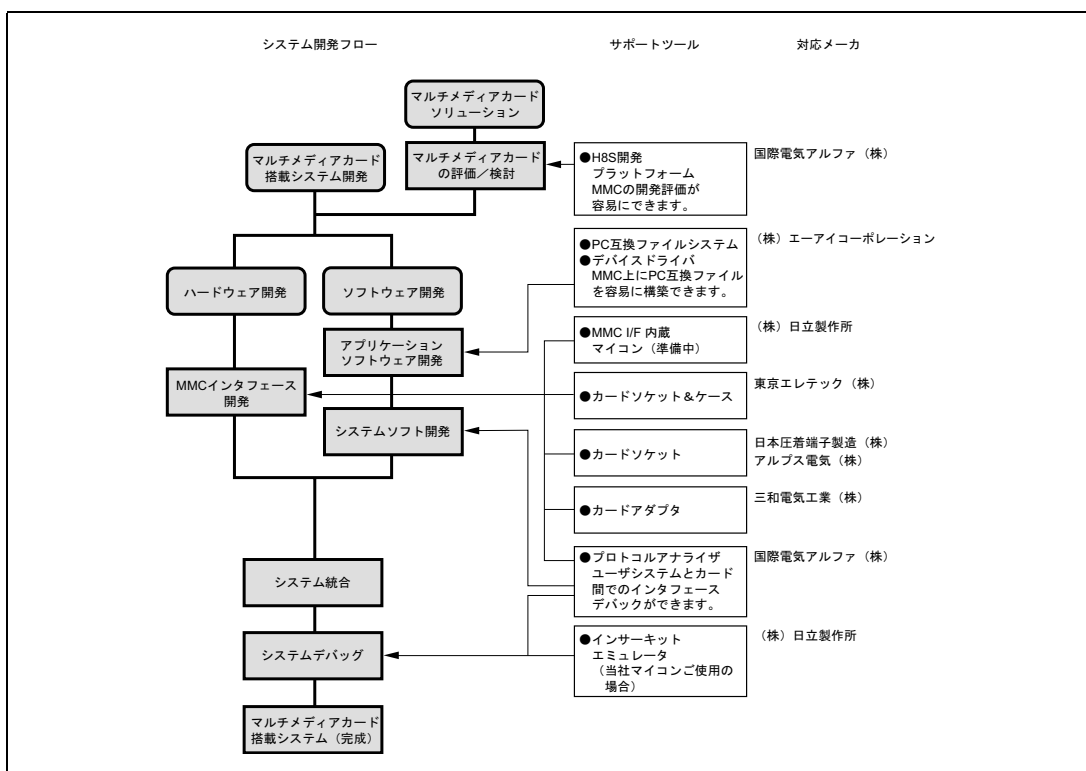 システム開発フロー
サポートツール
対応メーカ
マルチメディアカード
ソリューション
マルチメディアカード
搭載システム開発
マルチメディアカード
の評価／検討
●H8S開発
プラットフォーム
MMCの開発評価が
容易にできます。
国際電気アルファ（株）
●PC互換ファイルシステム
●デバイスドライバ
MMC上にPC互換ファイル
を容易に構築できます。
（株）エーアイコーポレーション
ハードウェア開発
ソフトウェア開発
アプリケーション
ソフトウェア開発
●MMC I/F 内蔵
マイコン（準備中）
（株）日立製作所
MMCインタフェース
開発
●カードソケット＆ケース
東京エレテック（株）
システムソフト開発
●カードソケット
日本圧着端子製造（株）
アルプス電気（株）
●カードアダプタ
三和電気工業（株）
●プロトコルアナライザ
ユーザシステムとカード
間でのインタフェース
デバックができます。
国際電気アルファ（株）
システム統合
システムデバッグ
●インサーキット
エミュレータ
（当社マイコンご使用の
場合）
（株）日立製作所
マルチメディアカード
搭載システム（完成）